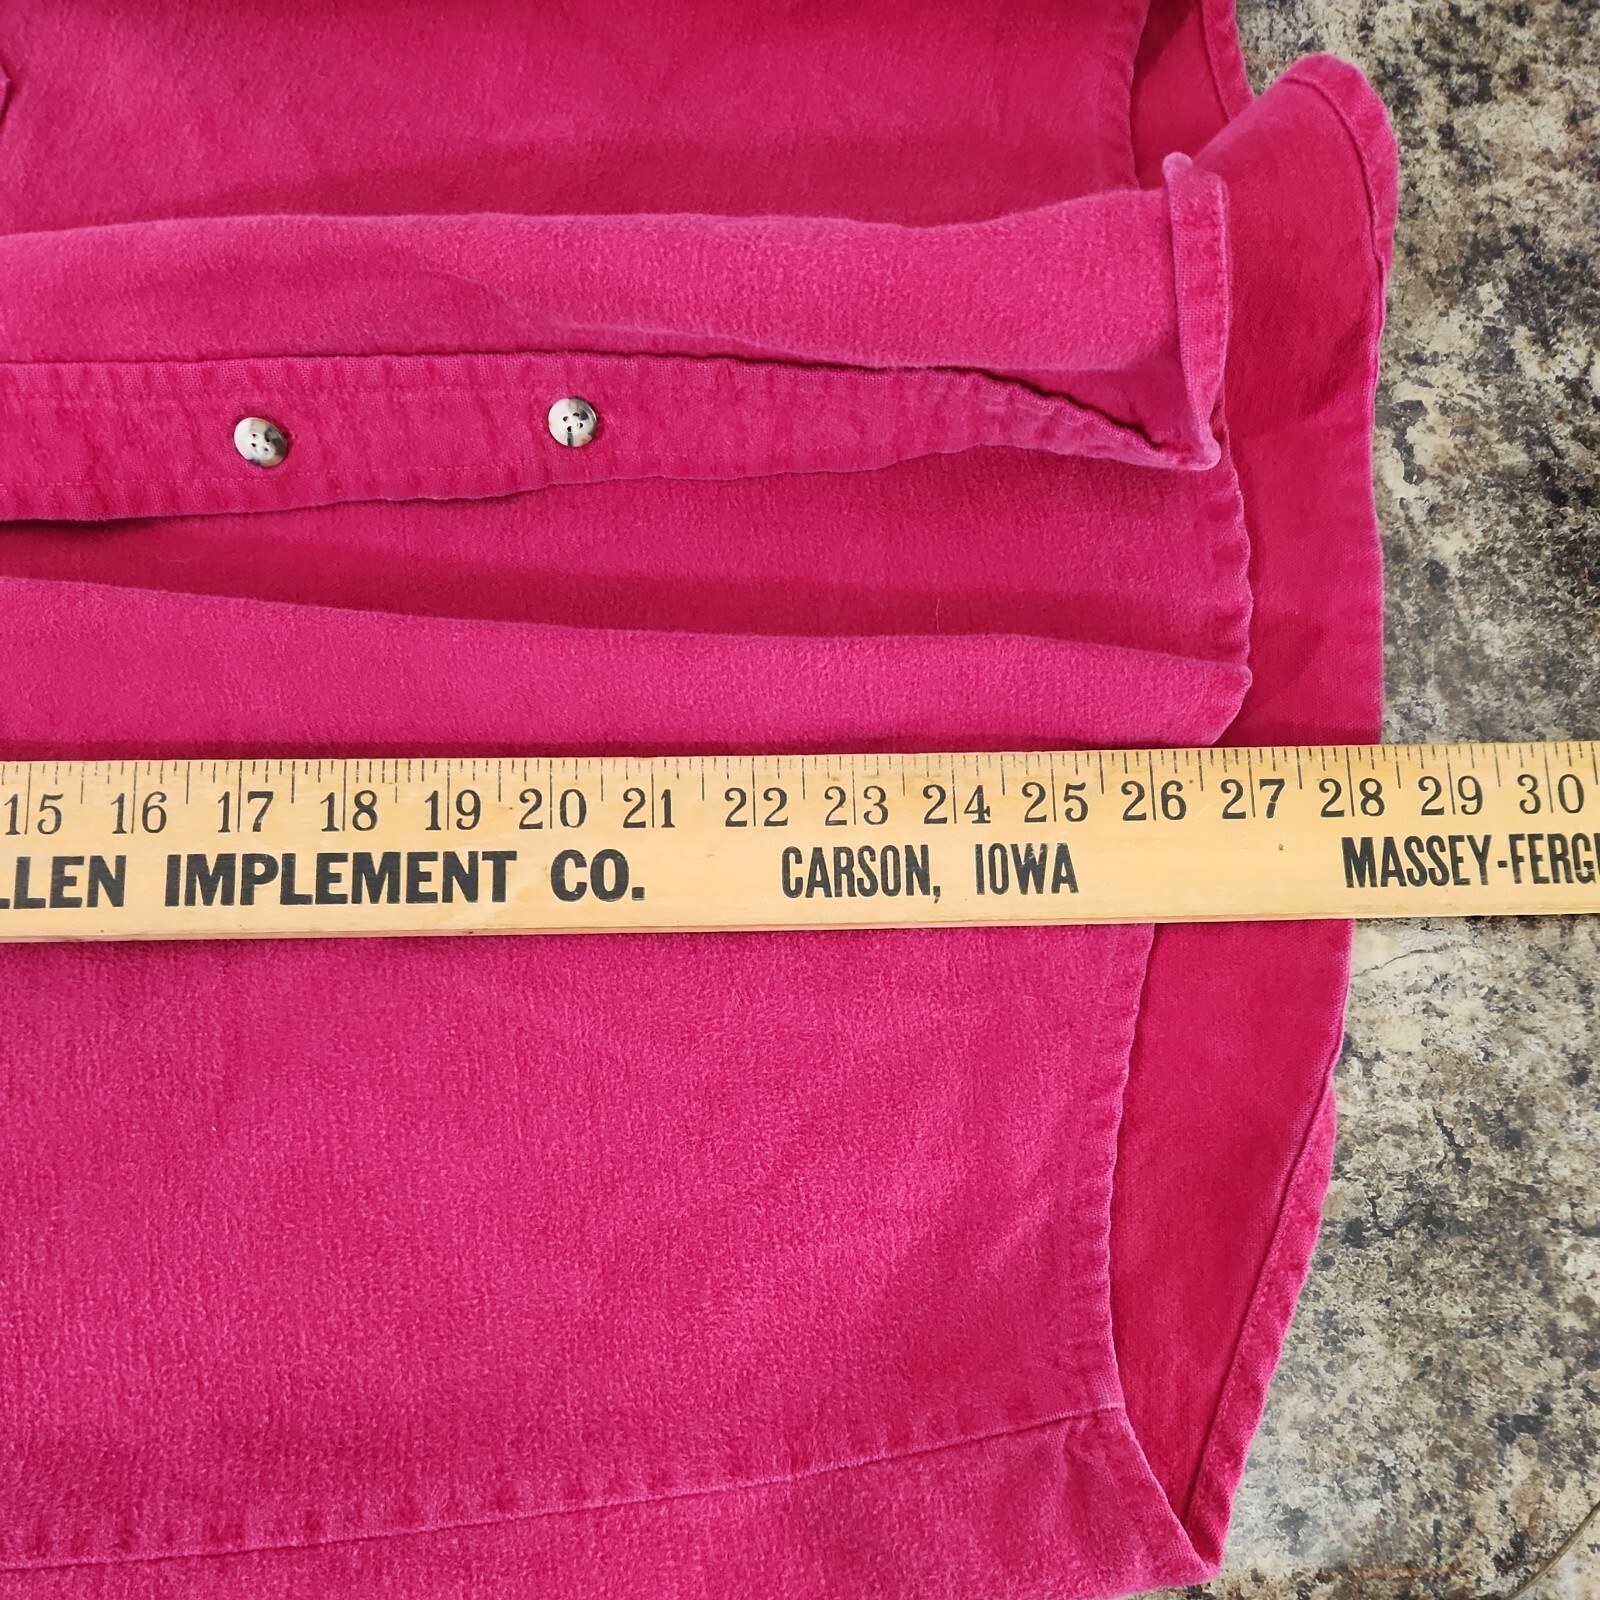 15 16 17 18 19 20 21 22 23 24 25 26 27 28 29 30
LLEN IMPLEMENT CO. CARSON, IOWA MASSEY-FERGU